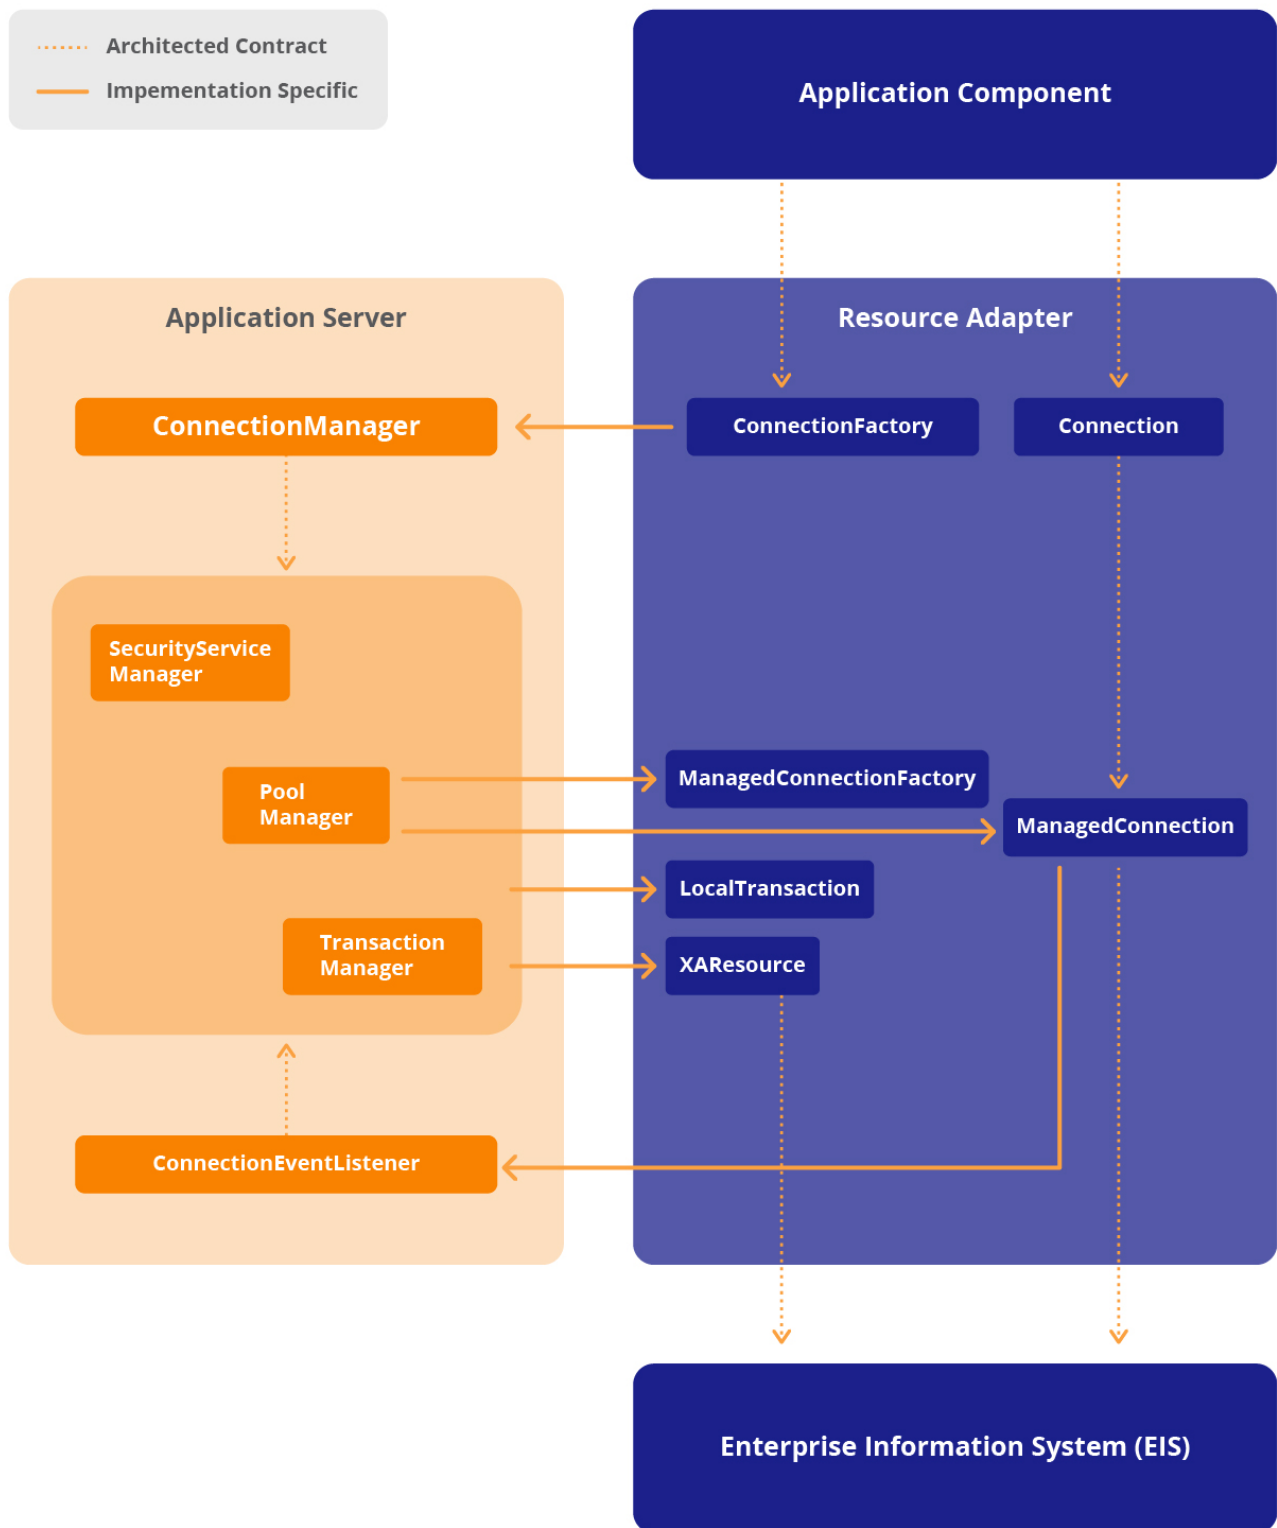 Architected Contract
Impementation Specific
Application Component
Application Server
Resource Adapter
ConnectionManager
ConnectionFactory
Connection
SecurityService
Manager
Pool
Manager
ManagedConnectionFactory
ManagedConnection
LocalTransaction
Transaction
Manager
XAResource
ConnectionEventListener
Enterprise Information System (EIS)